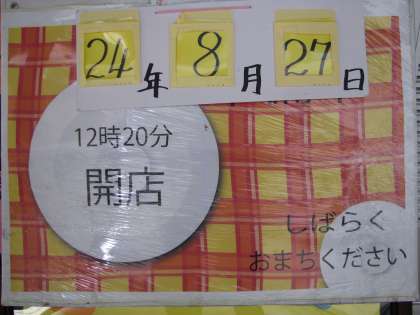 24年8月27日
12時20分
開店
しばらく
おまちください